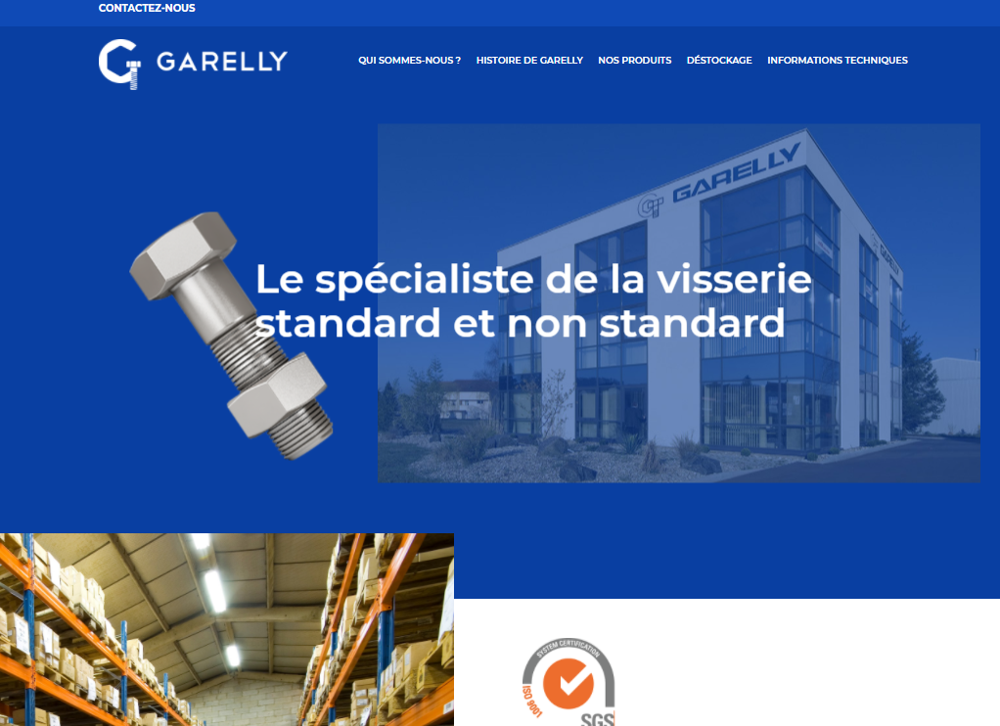 CONTACTEZ-NOUS
GARELLY
QUI SOMMES-NOUS ? HISTOIRE DE GARELLY NOS PRODUITS DÉSTOCKAGE INFORMATIONS TECHNIQUES
GARELLY
GARELLY
Le spécialiste de la visserie
standard et non standard
SYSTEM CERTIFICATION
ISO 9001
SGS